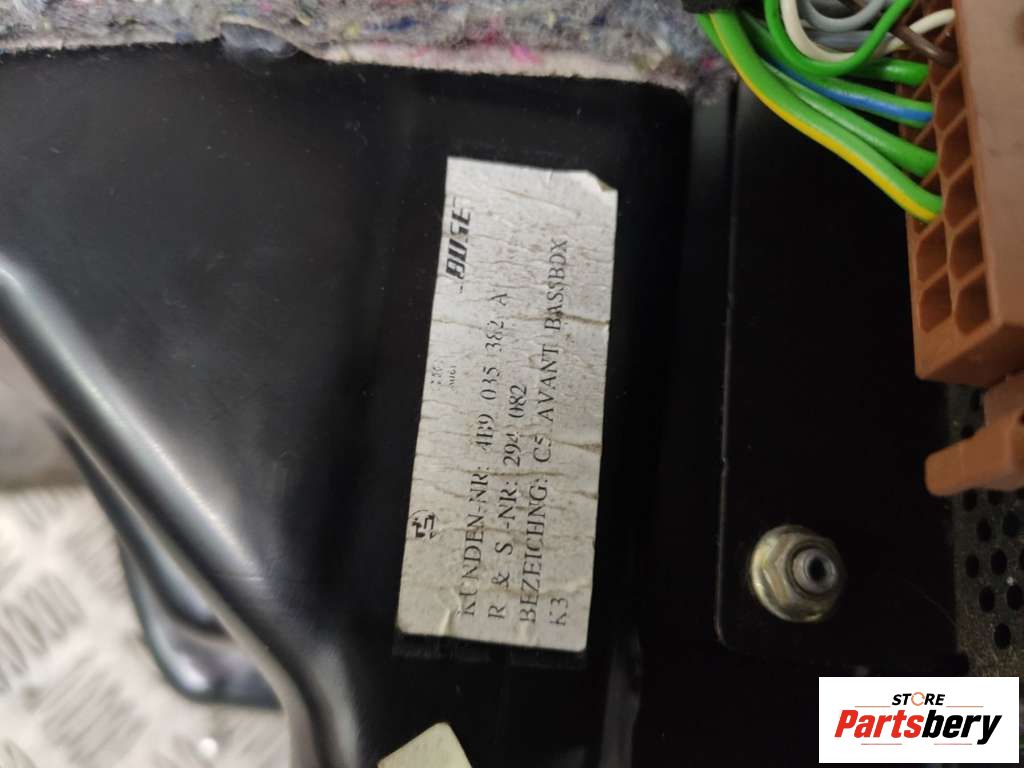 BOSE
KUNDEN-NR: 4B9 035 382 A
R & S.-NR: 294 082
BEZEICHNG: C5 AVANT BASSBOX
K3
STORE
Partsbery